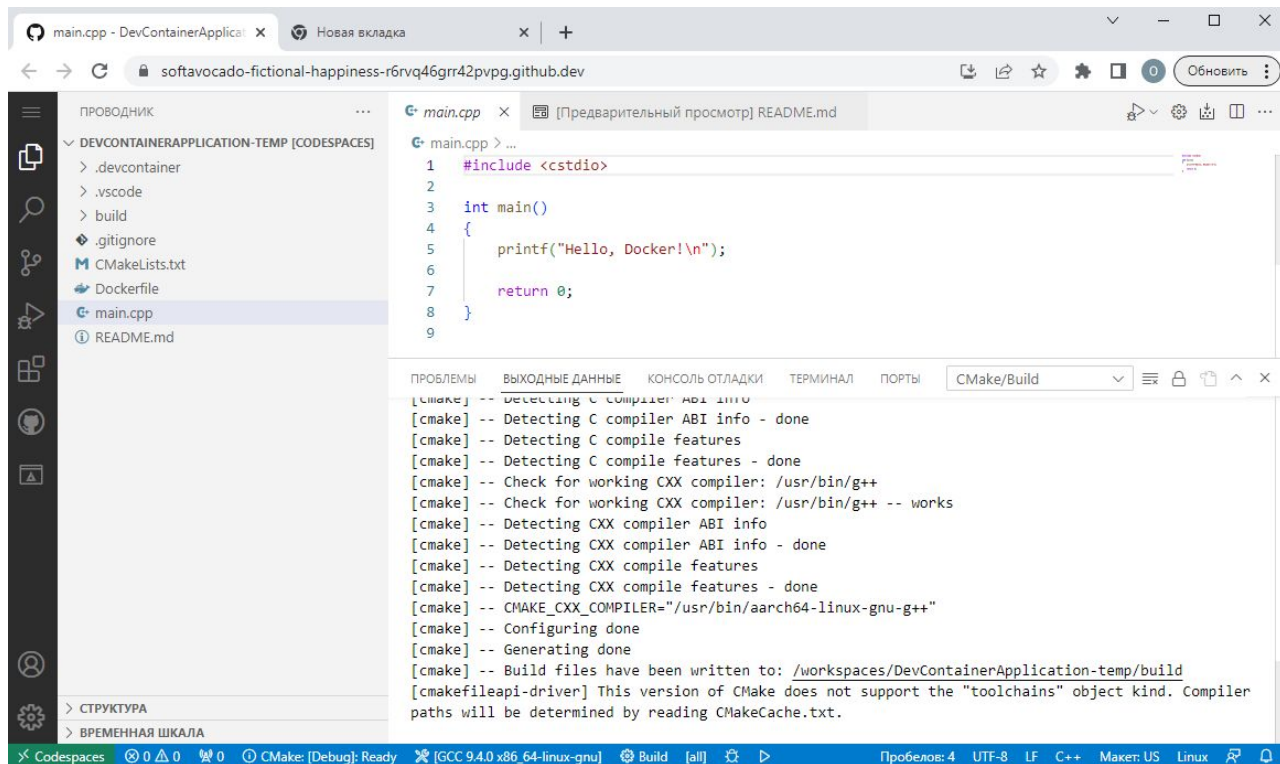 main.cpp - DevContainerApplicat
Новая вкладка
softavocado-fictional-happiness-r6rvq46grr42pvpg.github.dev
O
Обновить
ПРОВОДНИК
DEVCONTAINERAPPLICATION-TEMP [CODESPACES]
.devcontainer
.vscode
build
.gitignore
CMakeLists.txt
Dockerfile
main.cpp
README.md
СТРУКТУРА
ВРЕМЕННАЯ ШКАЛА
main.cpp
[Предварительный просмотр] README.md
main.cpp > ...
1 #include <cstdio>
2
3 int main()
4 {
5 printf("Hello, Docker!\n");
6
7 return 0;
8 }
9
ПРОБЛЕМЫ ВЫХОДНЫЕ ДАННЫЕ КОНСОЛЬ ОТЛАДКИ ТЕРМИНАЛ ПОРТЫ CMake/Build
[cmake] -- Detecting C compiler ABI info
[cmake] -- Detecting C compiler ABI info - done
[cmake] -- Detecting C compile features
[cmake] -- Detecting C compile features - done
[cmake] -- Check for working CXX compiler: /usr/bin/g++
[cmake] -- Check for working CXX compiler: /usr/bin/g++ -- works
[cmake] -- Detecting CXX compiler ABI info
[cmake] -- Detecting CXX compiler ABI info - done
[cmake] -- Detecting CXX compile features
[cmake] -- Detecting CXX compile features - done
[cmake] -- CMAKE_CXX_COMPILER="/usr/bin/aarch64-linux-gnu-g++"
[cmake] -- Configuring done
[cmake] -- Generating done
[cmake] -- Build files have been written to: /workspaces/DevContainerApplication-temp/build
[cmakefileapi-driver] This version of CMake does not support the "toolchains" object kind. Compiler
paths will be determined by reading CMakeCache.txt.
Codespaces 0 0 0 CMake: [Debug]: Ready [GCC 9.4.0 x86_64-linux-gnu] Build [all] Пробелов: 4 UTF-8 LF C++ Макет: US Linux